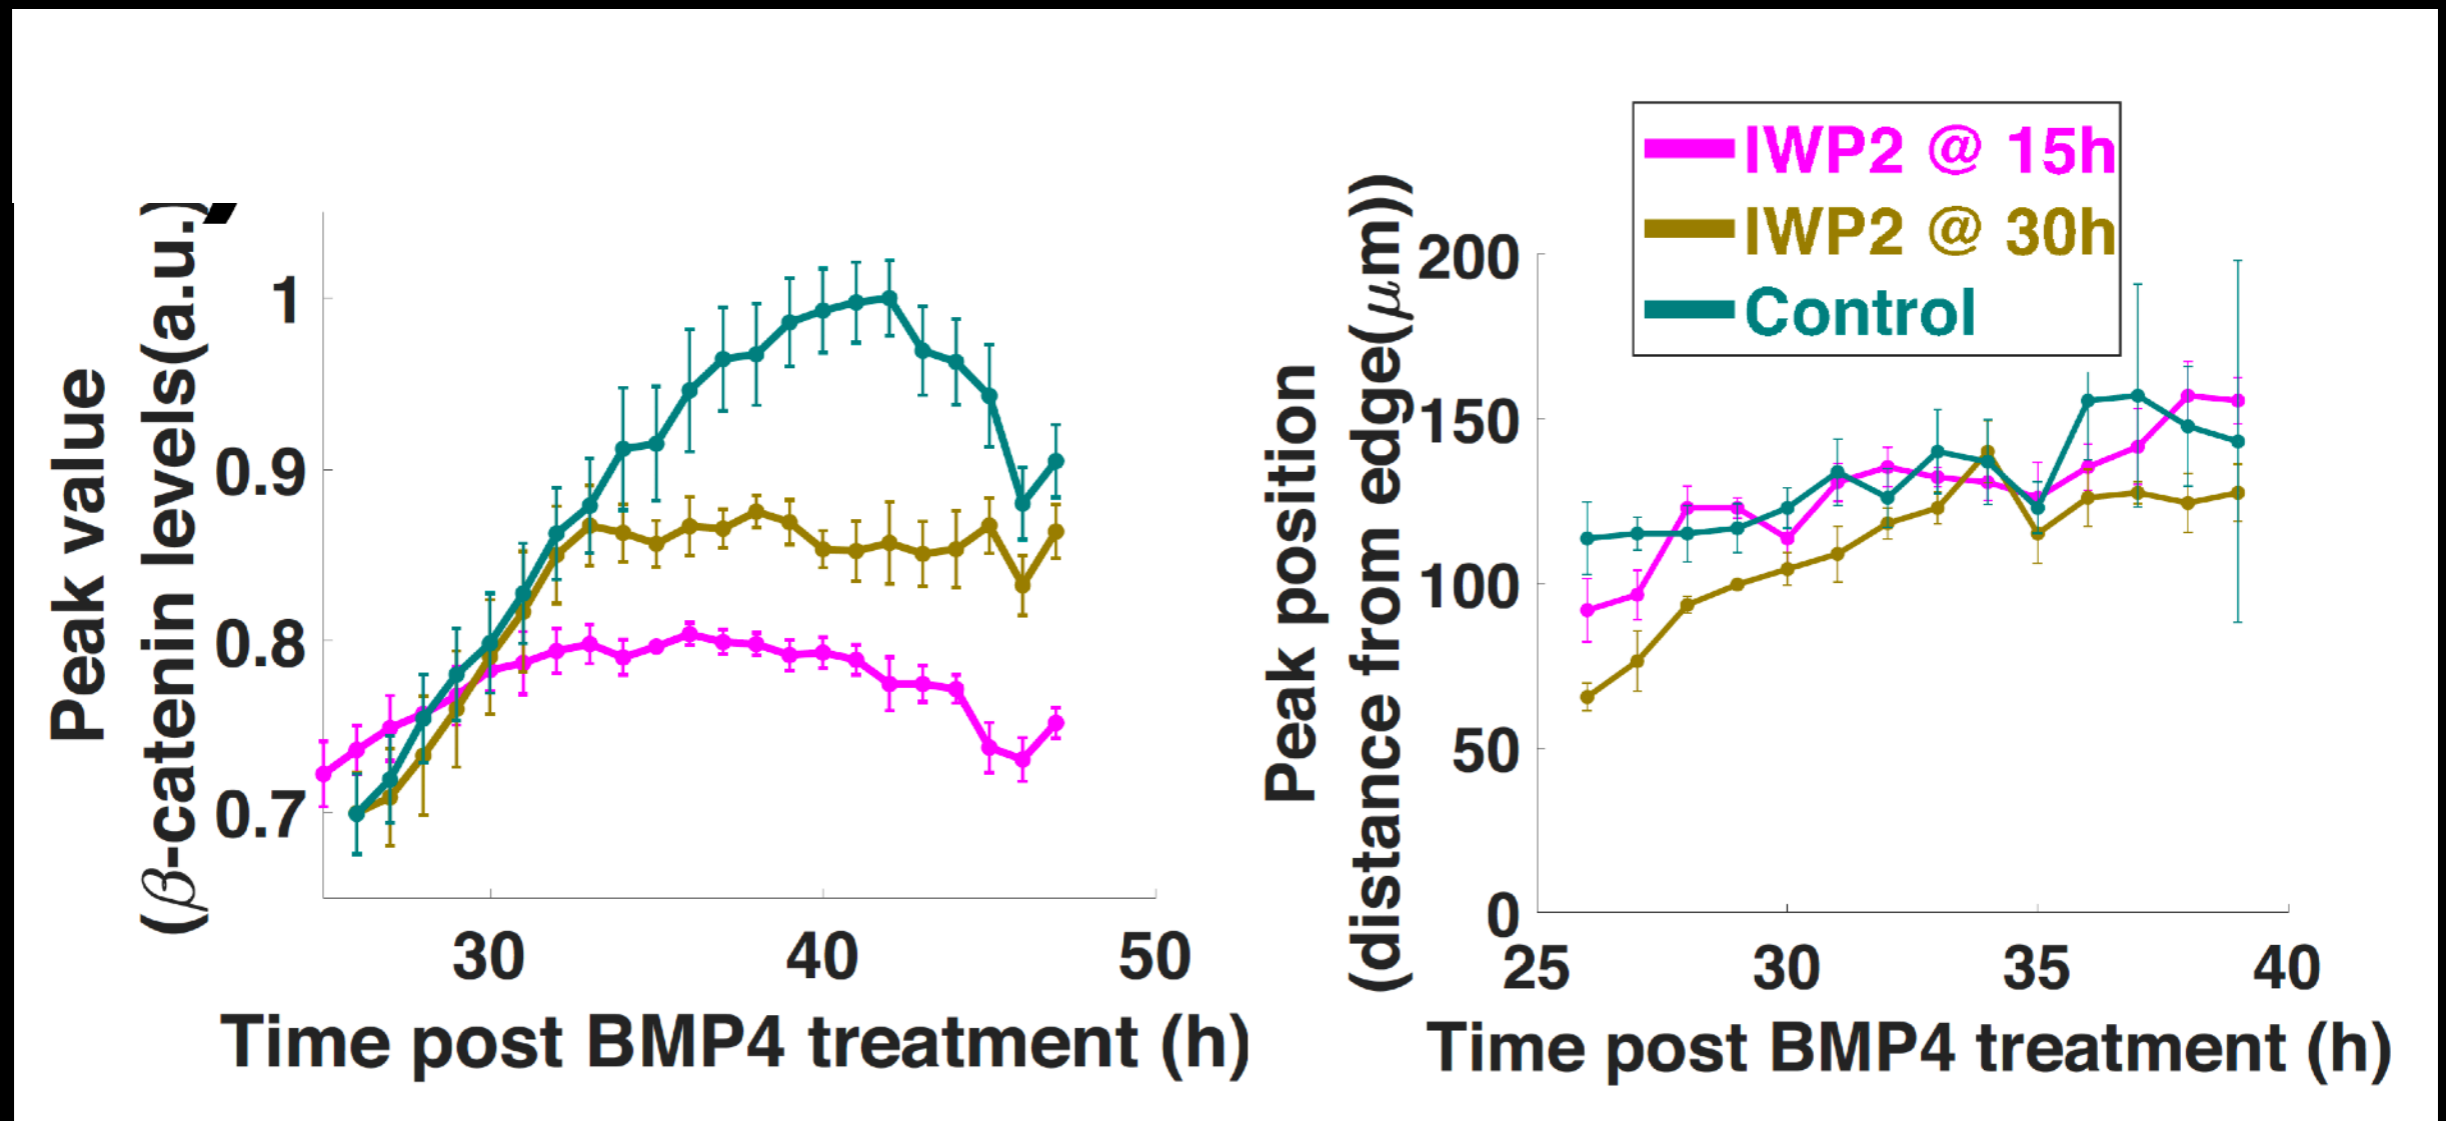 Peak value
(β-catenin levels(a.u.)
1
0.9
0.8
0.7
30
40
50
Time post BMP4 treatment (h)
IWP2 @ 15h
IWP2 @ 30h
Control
Peak position
(distance from edge(μm))
200
150
100
50
0
25
30
35
40
Time post BMP4 treatment (h)